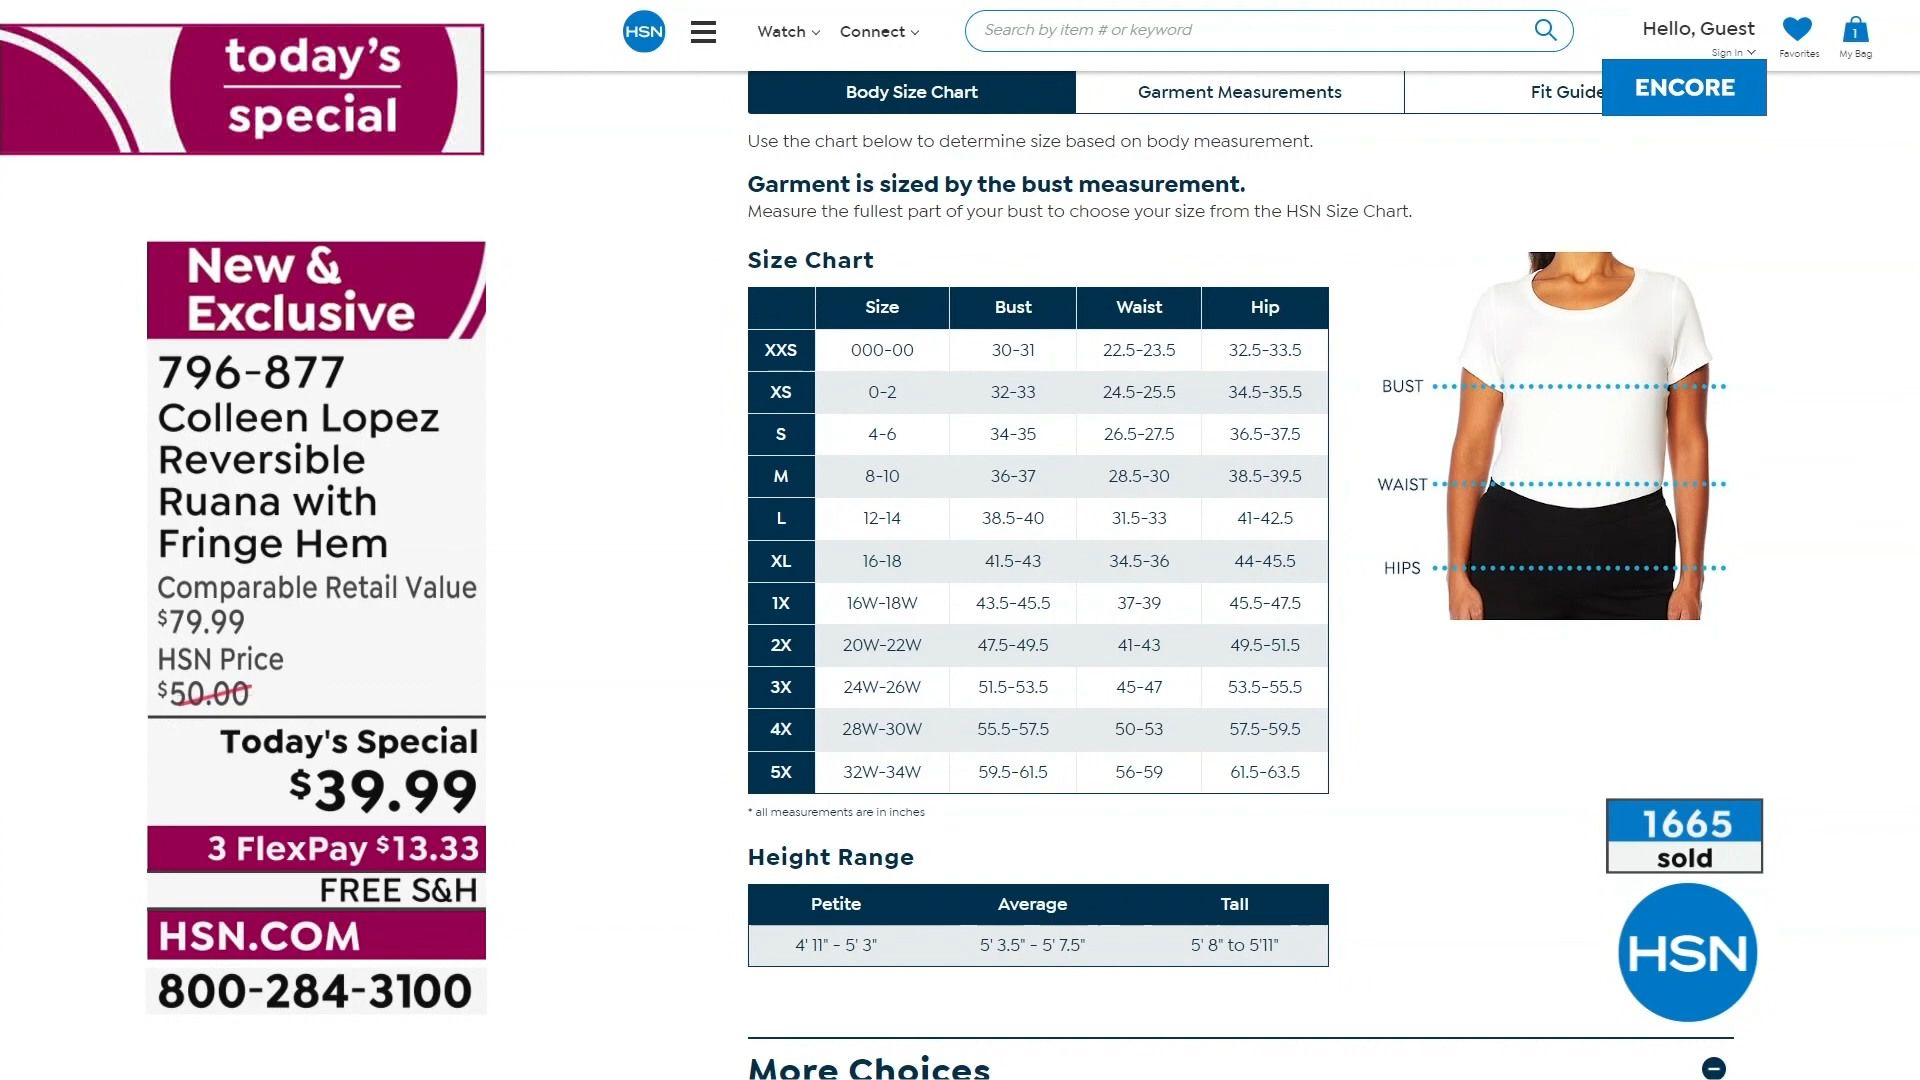 today's
special
New &
Exclusive
796-877
Colleen Lopez
Reversible
Ruana with
Fringe Hem
Comparable Retail Value
$79.99
HSN Price
$50.00
Today's Special
$39.99
3 FlexPay $13.33
FREE S&H
HSN.COM
800-284-3100
HSN Watch Connect Search by item # or keyword Hello, Guest
Sign In Favorites 1 My Bag
ENCORE
Body Size Chart Garment Measurements Fit Guide
Use the chart below to determine size based on body measurement.
Garment is sized by the bust measurement.
Measure the fullest part of your bust to choose your size from the HSN Size Chart.
Size Chart
Size Bust Waist Hip
XXS 000-00 30-31 22.5-23.5 32.5-33.5
XS 0-2 32-33 24.5-25.5 34.5-35.5
S 4-6 34-35 26.5-27.5 36.5-37.5
M 8-10 36-37 28.5-30 38.5-39.5
L 12-14 38.5-40 31.5-33 41-42.5
XL 16-18 41.5-43 34.5-36 44-45.5
1X 16W-18W 43.5-45.5 37-39 45.5-47.5
2X 20W-22W 47.5-49.5 41-43 49.5-51.5
3X 24W-26W 51.5-53.5 45-47 53.5-55.5
4X 28W-30W 55.5-57.5 50-53 57.5-59.5
5X 32W-34W 59.5-61.5 56-59 61.5-63.5
* all measurements are in inches
BUST
WAIST
HIPS
Height Range
Petite Average Tall
4' 11" - 5' 3" 5' 3.5" - 5' 7.5" 5' 8" to 5'11"
1665
sold
HSN
More Choices